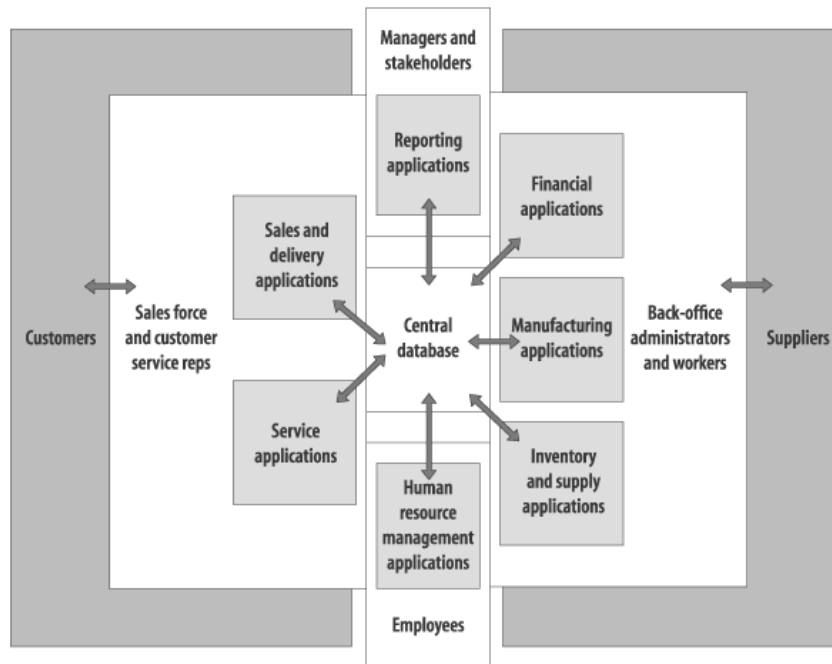 Managers and
stakeholders
Reporting
applications
Financial
applications
Sales and
delivery
applications
Customers
Sales force
and customer
service reps
Central
database
Manufacturing
applications
Back-office
administrators
and workers
Suppliers
Service
applications
Inventory
and supply
applications
Human
resource
management
applications
Employees